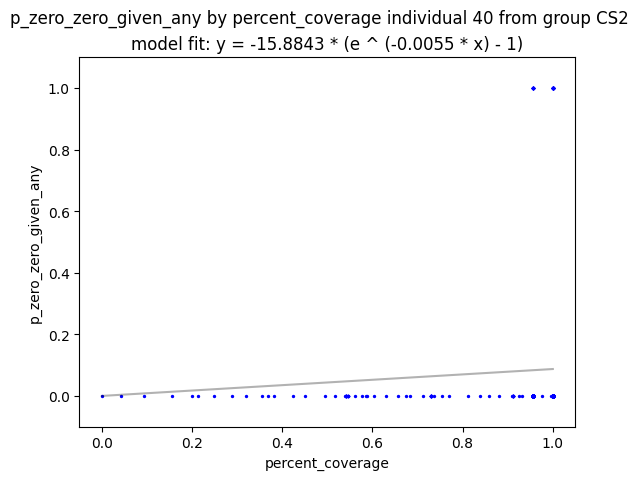 p_zero_zero_given_any by percent_coverage individual 40 from group CS2
model fit: y = -15.8843 * (e ^ (-0.0055 * x) - 1)
1.0
0.8
0.6
0.4
0.2
0.0
p_zero_zero_given_any
0.0 0.2 0.4 0.6 0.8 1.0
percent_coverage